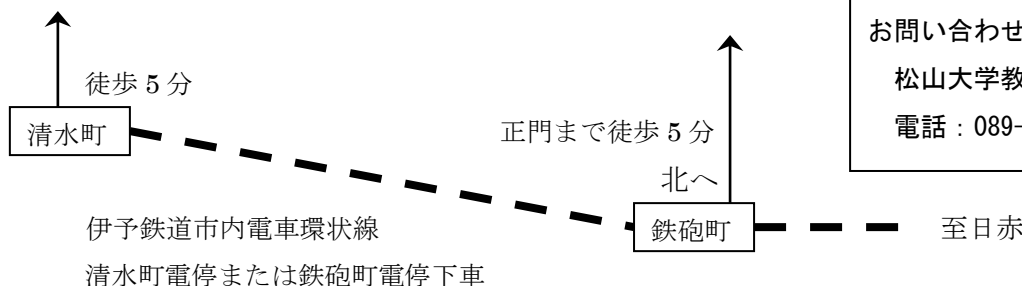 お問い合わせ
松山大学教
電話：089-
徒歩 5 分
清水町
正門まで徒歩 5 分
北へ
鉄砲町
至日赤
伊予鉄道市内電車環状線
清水町電停または鉄砲町電停下車